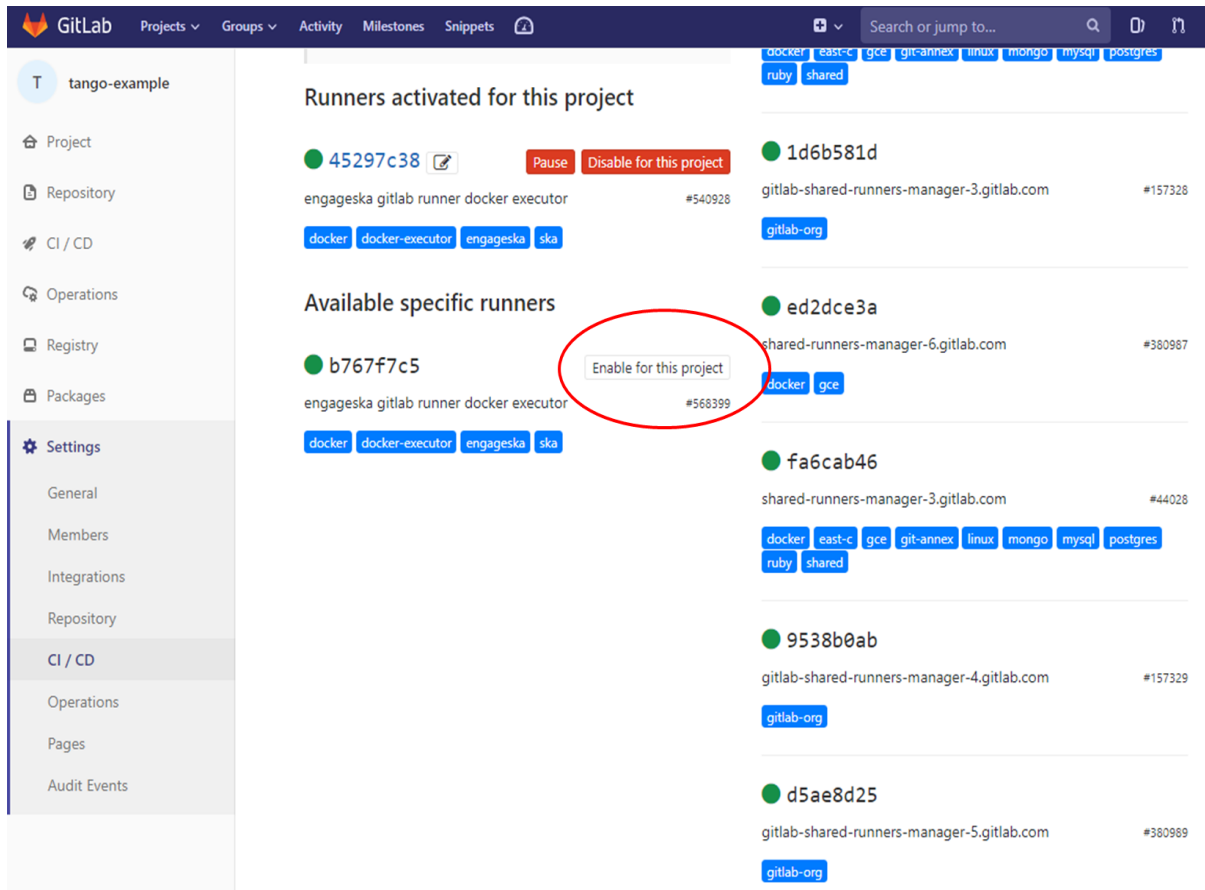 GitLab Projects Groups Activity Milestones Snippets Search or jump to...
T tango-example
Project
Repository
CI / CD
Operations
Registry
Packages
Settings
General
Members
Integrations
Repository
CI / CD
Operations
Pages
Audit Events
Runners activated for this project
45297c38 Pause Disable for this project
engageska gitlab runner docker executor #540928
docker docker-executor engageska ska
Available specific runners
b767f7c5 Enable for this project
engageska gitlab runner docker executor #568399
docker docker-executor engageska ska
docker east-c gce git-annex linux mongo mysql postgres
ruby shared
1d6b581d
gitlab-shared-runners-manager-3.gitlab.com #157328
gitlab-org
ed2dce3a
shared-runners-manager-6.gitlab.com #380987
docker gce
fa6cab46
shared-runners-manager-3.gitlab.com #44028
docker east-c gce git-annex linux mongo mysql postgres
ruby shared
9538b0ab
gitlab-shared-runners-manager-4.gitlab.com #157329
gitlab-org
d5ae8d25
gitlab-shared-runners-manager-5.gitlab.com #380989
gitlab-org